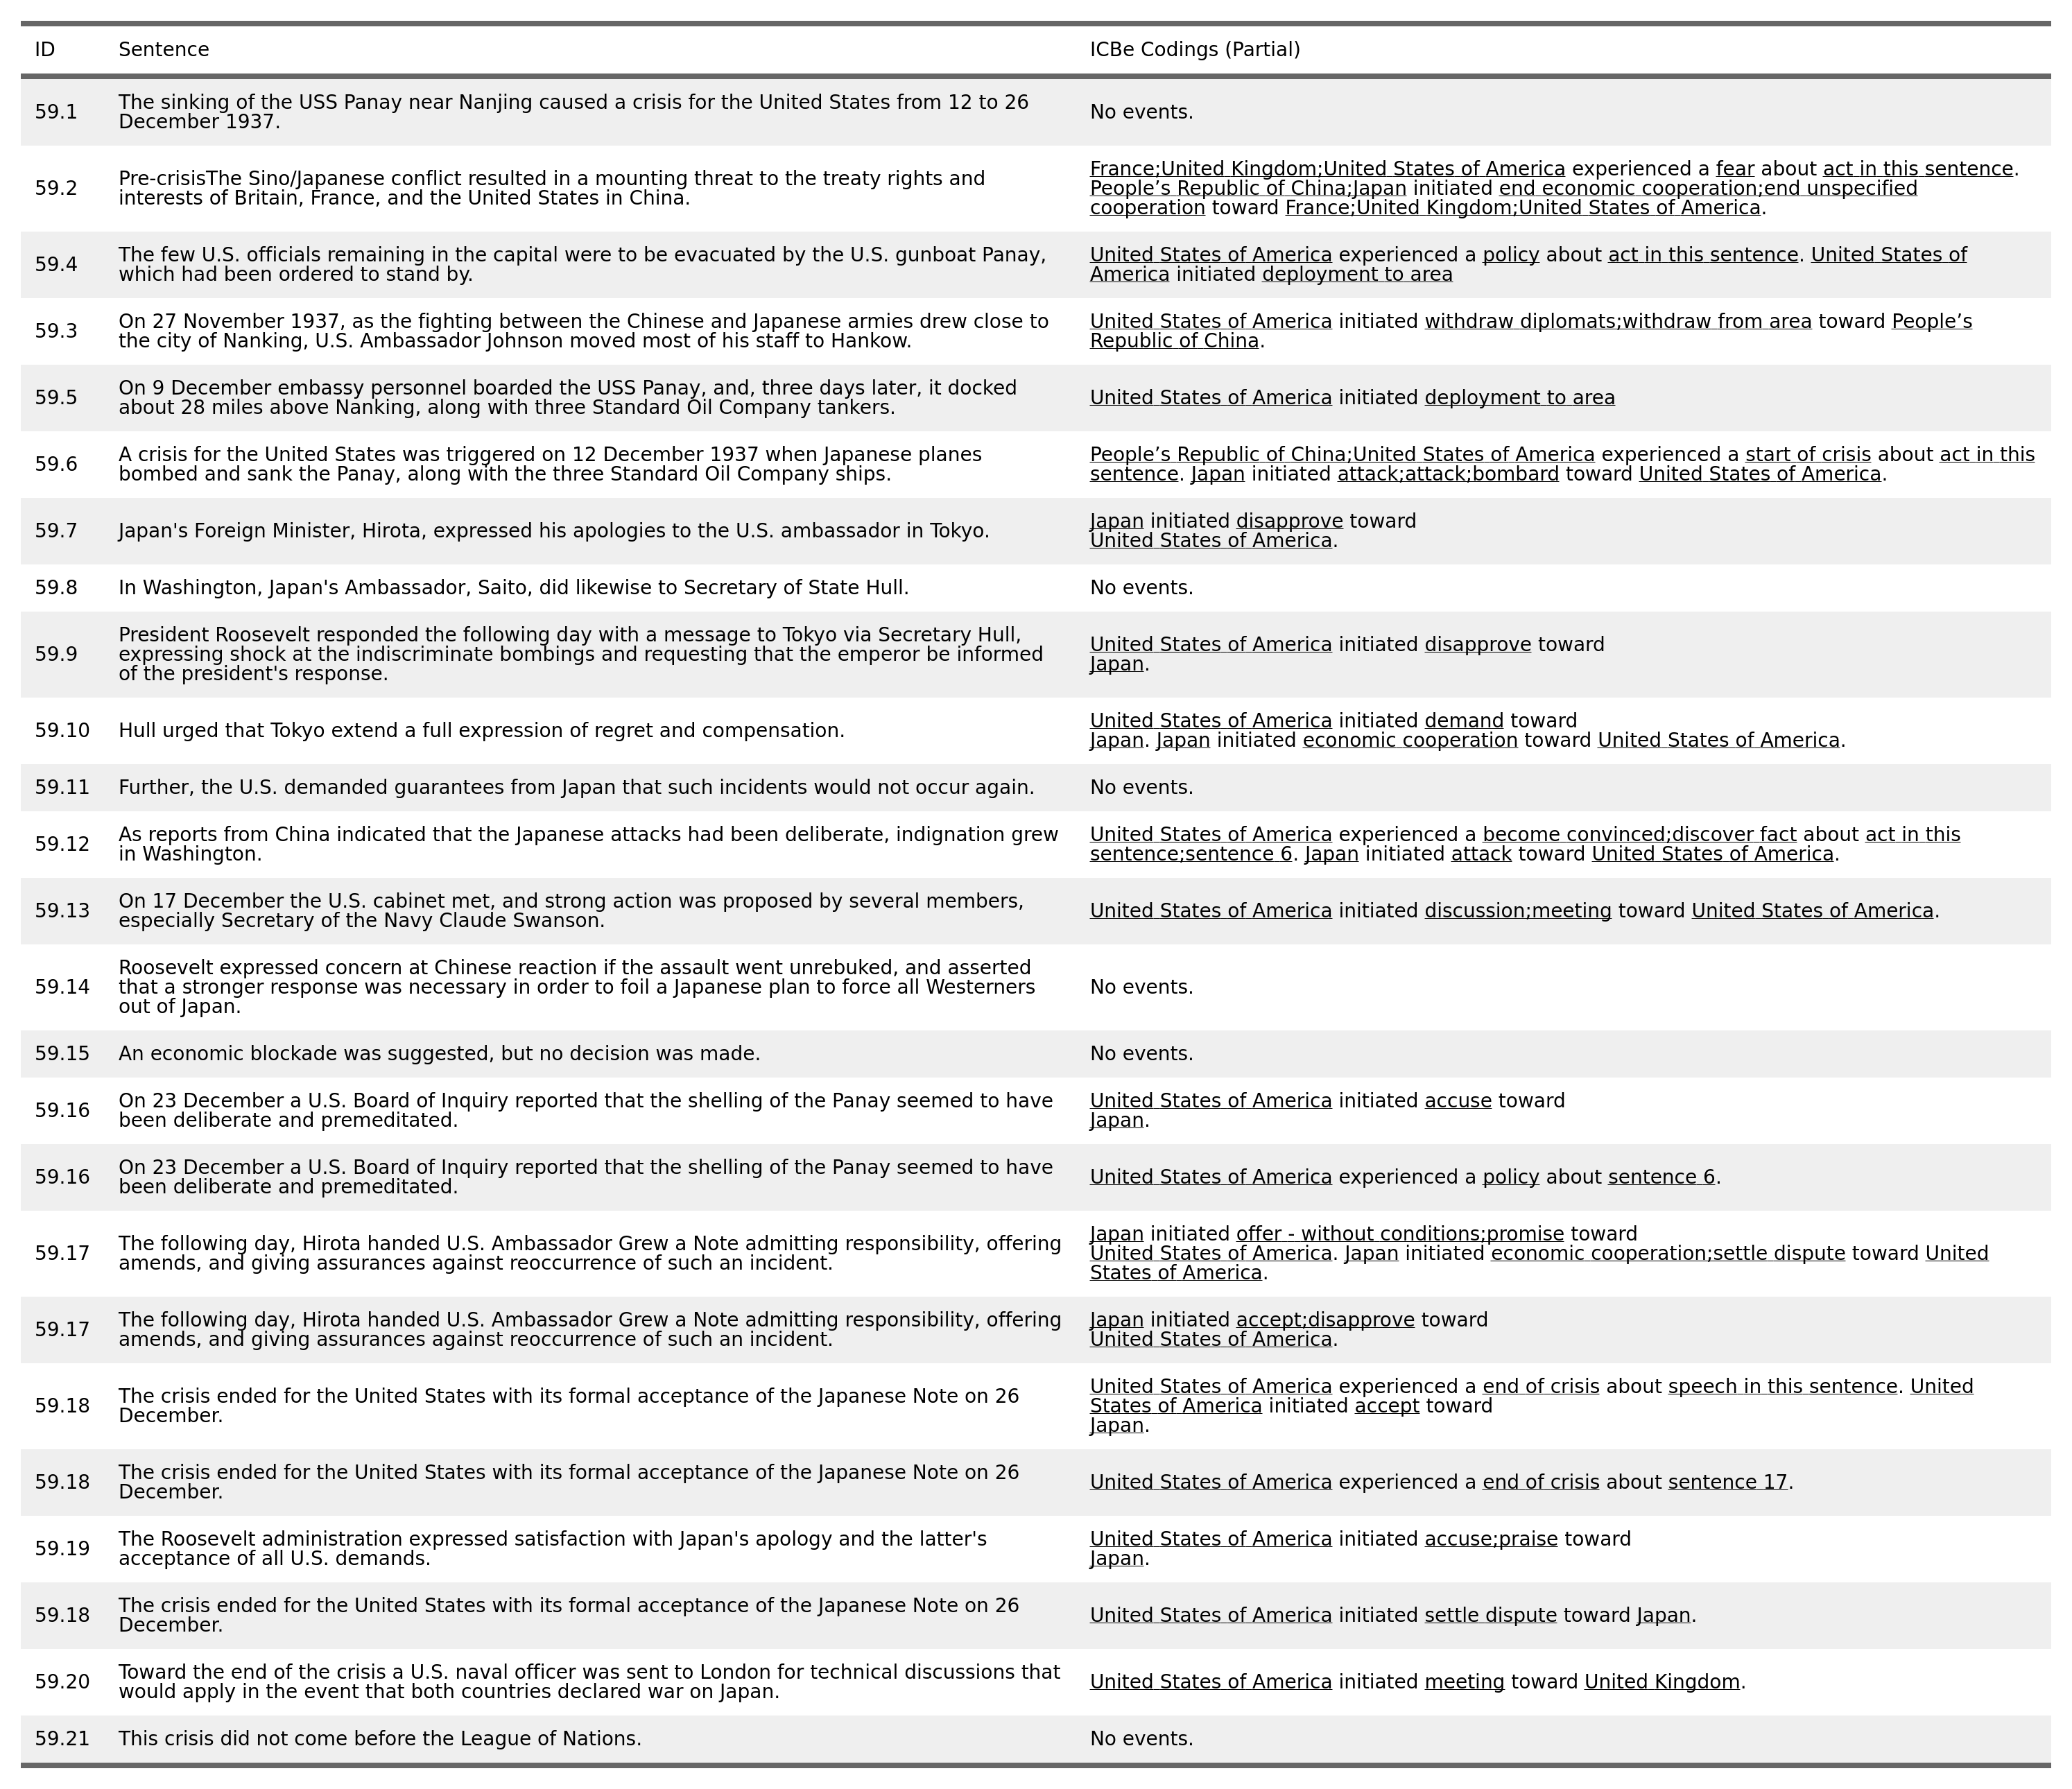 ID Sentence ICBe Codings (Partial)
59.1 The sinking of the USS Panay near Nanjing caused a crisis for the United States from 12 to 26
December 1937.
No events.
59.2 Pre-crisisThe Sino/Japanese conflict resulted in a mounting threat to the treaty rights and
interests of Britain, France, and the United States in China.
France;United Kingdom;United States of America experienced a fear about act in this sentence.
People’s Republic of China;Japan initiated end economic cooperation;end unspecified
cooperation toward France;United Kingdom;United States of America.
59.4 The few U.S. officials remaining in the capital were to be evacuated by the U.S. gunboat Panay,
which had been ordered to stand by.
United States of America experienced a policy about act in this sentence. United States of
America initiated deployment to area
59.3 On 27 November 1937, as the fighting between the Chinese and Japanese armies drew close to
the city of Nanking, U.S. Ambassador Johnson moved most of his staff to Hankow.
United States of America initiated withdraw diplomats;withdraw from area toward People’s
Republic of China.
59.5 On 9 December embassy personnel boarded the USS Panay, and, three days later, it docked
about 28 miles above Nanking, along with three Standard Oil Company tankers.
United States of America initiated deployment to area
59.6 A crisis for the United States was triggered on 12 December 1937 when Japanese planes
bombed and sank the Panay, along with the three Standard Oil Company ships.
People’s Republic of China;United States of America experienced a start of crisis about act in this
sentence. Japan initiated attack;attack;bombard toward United States of America.
59.7 Japan's Foreign Minister, Hirota, expressed his apologies to the U.S. ambassador in Tokyo.
Japan initiated disapprove toward
United States of America.
59.8 In Washington, Japan's Ambassador, Saito, did likewise to Secretary of State Hull.
No events.
59.9 President Roosevelt responded the following day with a message to Tokyo via Secretary Hull,
expressing shock at the indiscriminate bombings and requesting that the emperor be informed
of the president's response.
United States of America initiated disapprove toward
Japan.
59.10 Hull urged that Tokyo extend a full expression of regret and compensation.
United States of America initiated demand toward
Japan. Japan initiated economic cooperation toward United States of America.
59.11 Further, the U.S. demanded guarantees from Japan that such incidents would not occur again.
No events.
59.12 As reports from China indicated that the Japanese attacks had been deliberate, indignation grew
in Washington.
United States of America experienced a become convinced;discover fact about act in this
sentence;sentence 6. Japan initiated attack toward United States of America.
59.13 On 17 December the U.S. cabinet met, and strong action was proposed by several members,
especially Secretary of the Navy Claude Swanson.
United States of America initiated discussion;meeting toward United States of America.
59.14 Roosevelt expressed concern at Chinese reaction if the assault went unrebuked, and asserted
that a stronger response was necessary in order to foil a Japanese plan to force all Westerners
out of Japan.
No events.
59.15 An economic blockade was suggested, but no decision was made.
No events.
59.16 On 23 December a U.S. Board of Inquiry reported that the shelling of the Panay seemed to have
been deliberate and premeditated.
United States of America initiated accuse toward
Japan.
59.16 On 23 December a U.S. Board of Inquiry reported that the shelling of the Panay seemed to have
been deliberate and premeditated.
United States of America experienced a policy about sentence 6.
59.17 The following day, Hirota handed U.S. Ambassador Grew a Note admitting responsibility, offering
amends, and giving assurances against reoccurrence of such an incident.
Japan initiated offer - without conditions;promise toward
United States of America. Japan initiated economic cooperation;settle dispute toward United
States of America.
59.17 The following day, Hirota handed U.S. Ambassador Grew a Note admitting responsibility, offering
amends, and giving assurances against reoccurrence of such an incident.
Japan initiated accept;disapprove toward
United States of America.
59.18 The crisis ended for the United States with its formal acceptance of the Japanese Note on 26
December.
United States of America experienced a end of crisis about speech in this sentence. United
States of America initiated accept toward
Japan.
59.18 The crisis ended for the United States with its formal acceptance of the Japanese Note on 26
December.
United States of America experienced a end of crisis about sentence 17.
59.19 The Roosevelt administration expressed satisfaction with Japan's apology and the latter's
acceptance of all U.S. demands.
United States of America initiated accuse;praise toward
Japan.
59.18 The crisis ended for the United States with its formal acceptance of the Japanese Note on 26
December.
United States of America initiated settle dispute toward Japan.
59.20 Toward the end of the crisis a U.S. naval officer was sent to London for technical discussions that
would apply in the event that both countries declared war on Japan.
United States of America initiated meeting toward United Kingdom.
59.21 This crisis did not come before the League of Nations.
No events.